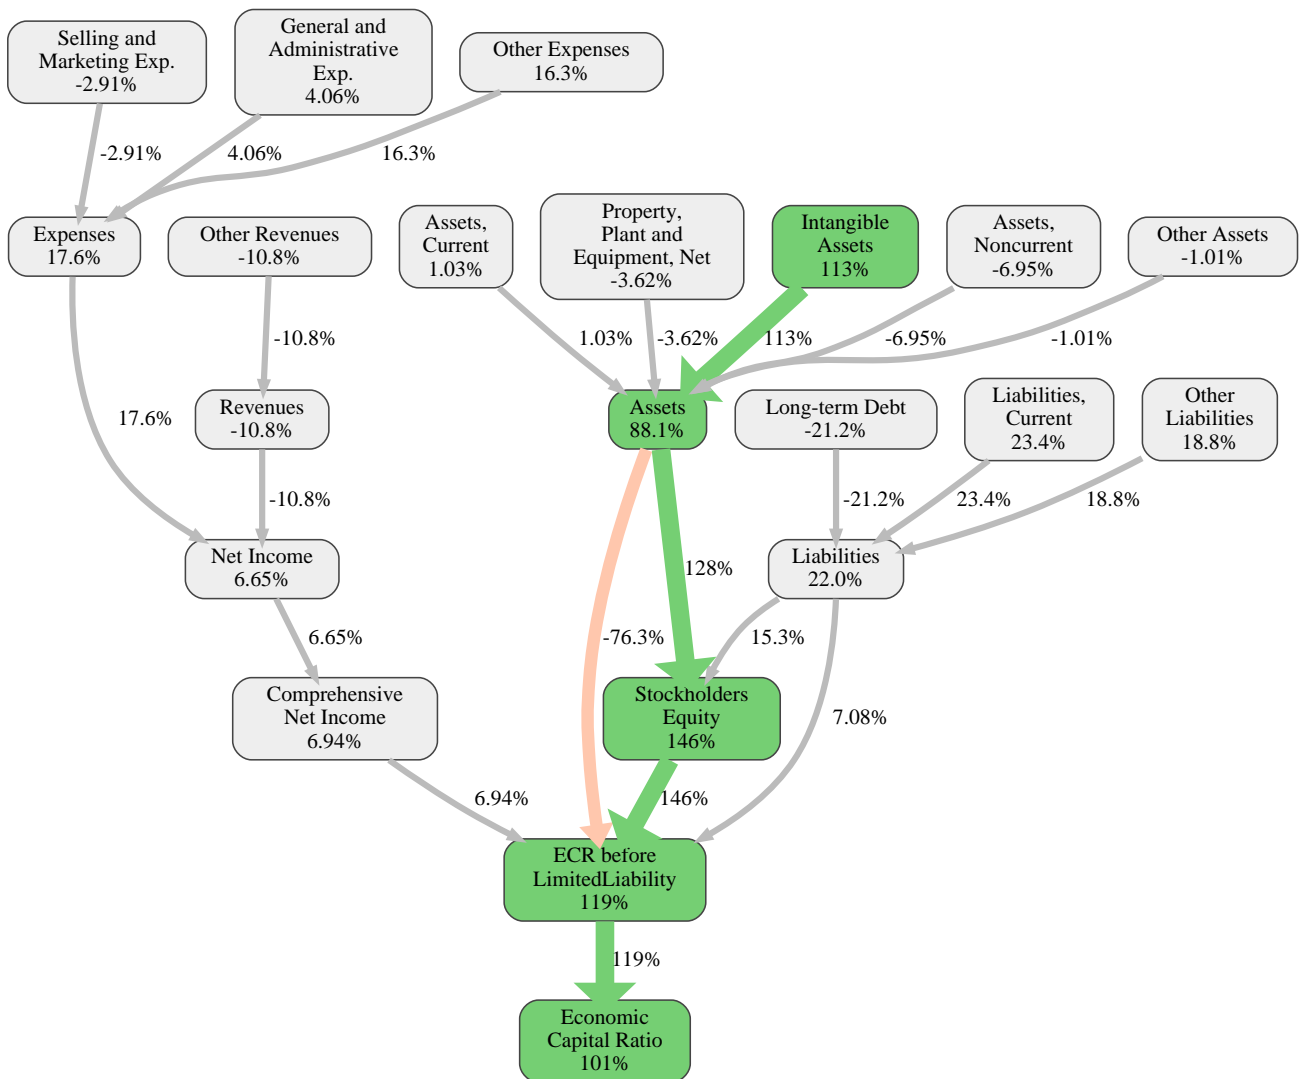 Selling and
Marketing Exp.
-2.91%
General and
Administrative
Exp.
4.06%
Other Expenses
16.3%
-2.91%
4.06%
16.3%
Expenses
17.6%
Other Revenues
-10.8%
Assets,
Current
1.03%
Property,
Plant and
Equipment, Net
-3.62%
Intangible
Assets
113%
Assets,
Noncurrent
-6.95%
Other Assets
-1.01%
-10.8%
1.03%
-3.62%
113%
-6.95%
-1.01%
17.6%
Revenues
-10.8%
Assets
88.1%
Long-term Debt
-21.2%
Liabilities,
Current
23.4%
Other
Liabilities
18.8%
-10.8%
-21.2%
23.4%
18.8%
Net Income
6.65%
128%
Liabilities
22.0%
6.65%
-76.3%
15.3%
Comprehensive
Net Income
6.94%
Stockholders
Equity
146%
7.08%
6.94%
146%
ECR before
LimitedLiability
119%
119%
Economic
Capital Ratio
101%